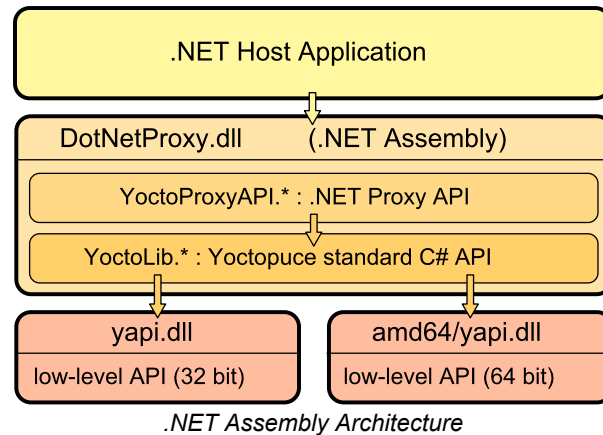 .NET Host Application
DotNetProxy.dll (.NET Assembly)
YoctoProxyAPI.* : .NET Proxy API
YoctoLib.* : Yoctopuce standard C# API
yapi.dll
low-level API (32 bit)
amd64/yapi.dll
low-level API (64 bit)
.NET Assembly Architecture